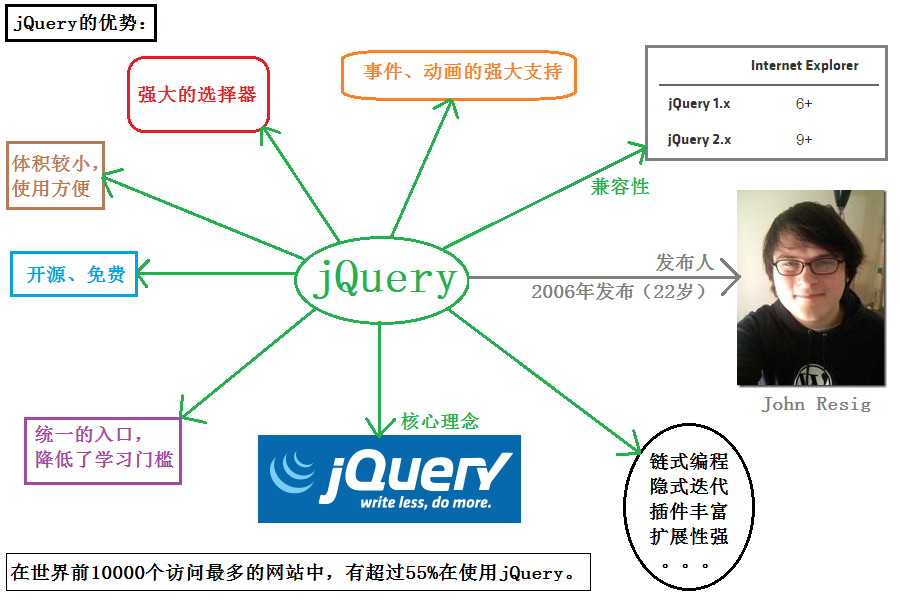 jQuery的优势：
强大的选择器
事件、动画的强大支持
Internet Explorer
jQuery 1.x 6+
jQuery 2.x 9+
兼容性
体积较小，
使用方便
开源、免费
jQuery
发布人
2006年发布（22岁）
John Resig
统一的入口，
降低了学习门槛
核心理念
jQuery
write less, do more.
链式编程
隐式迭代
插件丰富
扩展性强
。。。
在世界前10000个访问最多的网站中，有超过55%在使用jQuery。